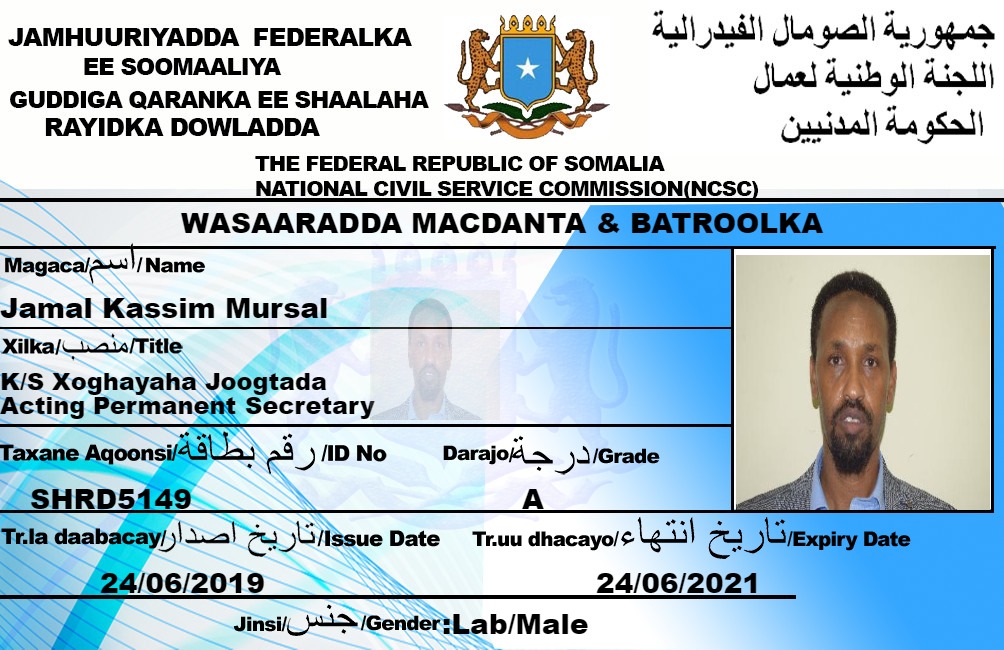 JAMHUURIYADDA FEDERALKA
EE SOOMAALIYA
GUDDIGA QARANKA EE SHAALAHA
RAYIDKA DOWLADDA
جمهورية الصومال الفيدرالية
اللجنة الوطنية لعمال
الحكومة المدنيين
THE FEDERAL REPUBLIC OF SOMALIA
NATIONAL CIVIL SERVICE COMMISSION(NCSC)
WASAARADDA MACDANTA & BATROOLKA
Magaca/اسم/Name
Jamal Kassim Mursal
Xilka/منصب/Title
K/S Xoghayaha Joogtada
Acting Permanent Secretary
Taxane Aqoonsi/رقم بطاقة/ID No Darajo/درجة/Grade
SHRD5149 A
Tr.la daabacay/تاريخ اصدار/Issue Date Tr.uu dhacayo/تاريخ انتهاء/Expiry Date
24/06/2019 24/06/2021
Jinsi/جنس/Gender:Lab/Male